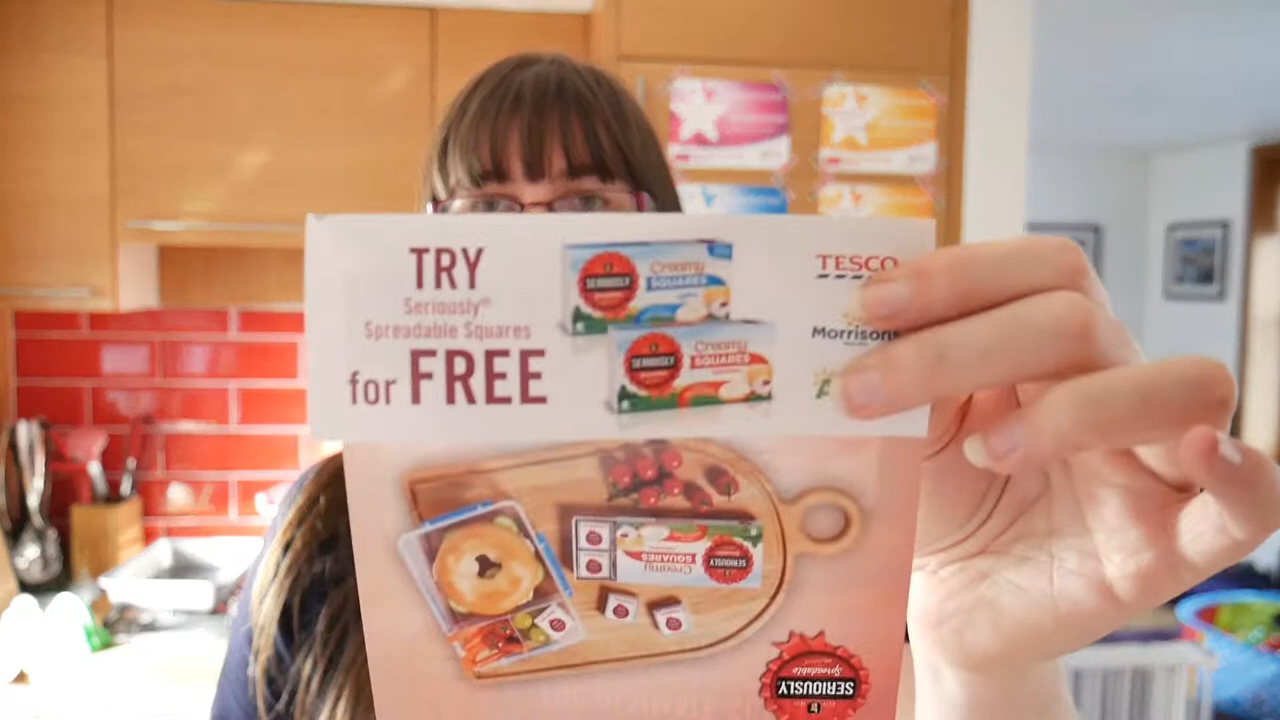 TRY
Seriously®
Spreadable Squares
for FREE
SERIOUSLY
Creamy
SQUARES
SERIOUSLY
Creamy
SQUARES
TESCO
Morrisons
SERIOUSLY
Creamy
SQUARES
SERIOUSLY
Spreadable